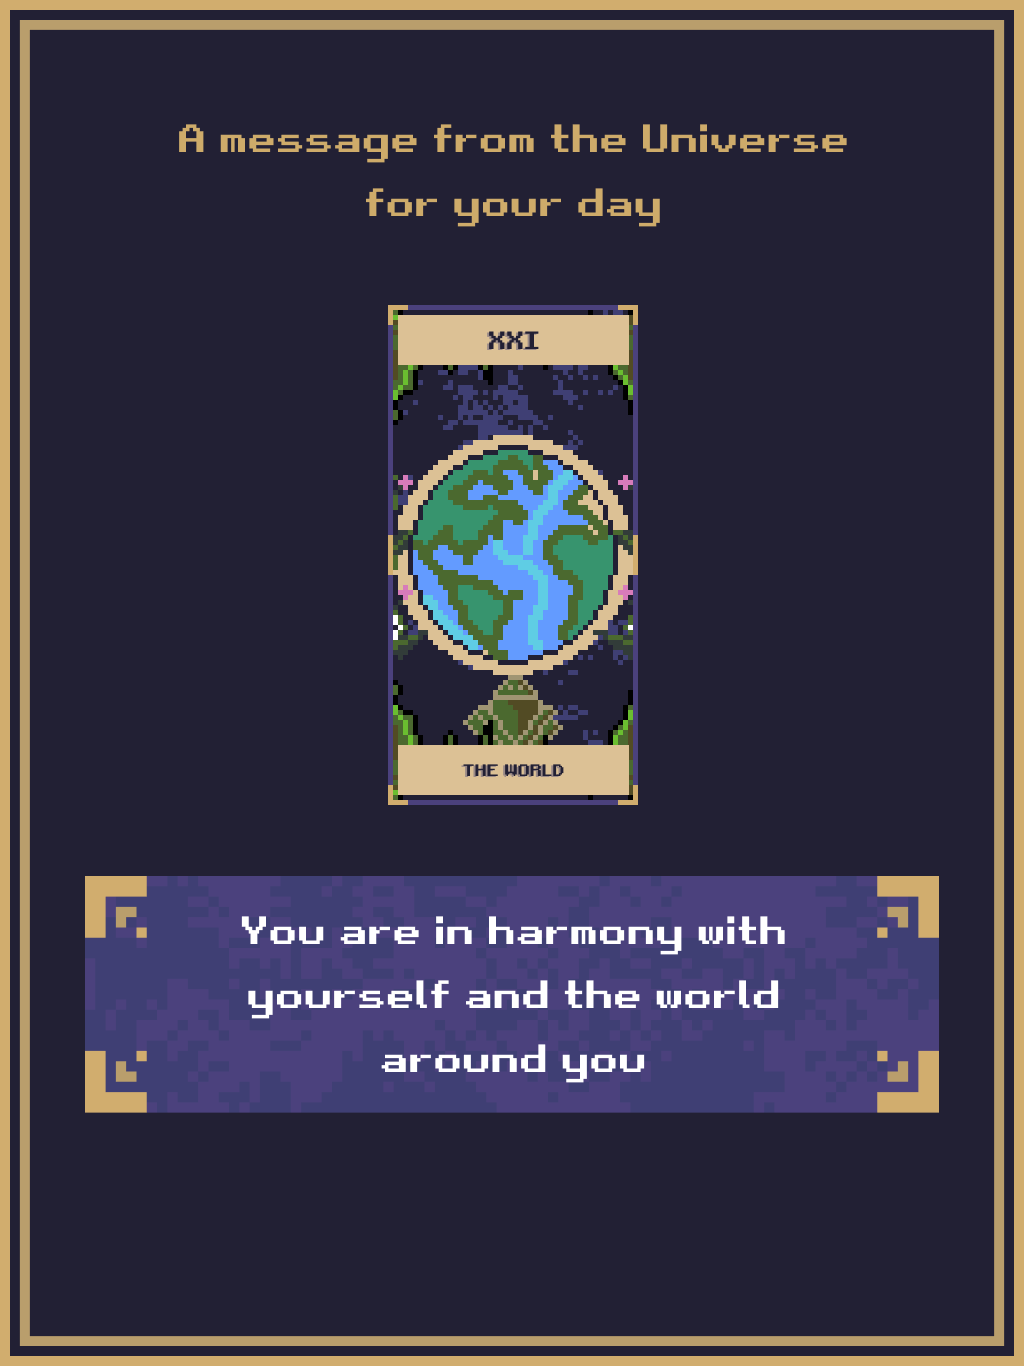 A message from the Universe
for your day
XXI
THE WORLD
You are in harmony with
yourself and the world
around you